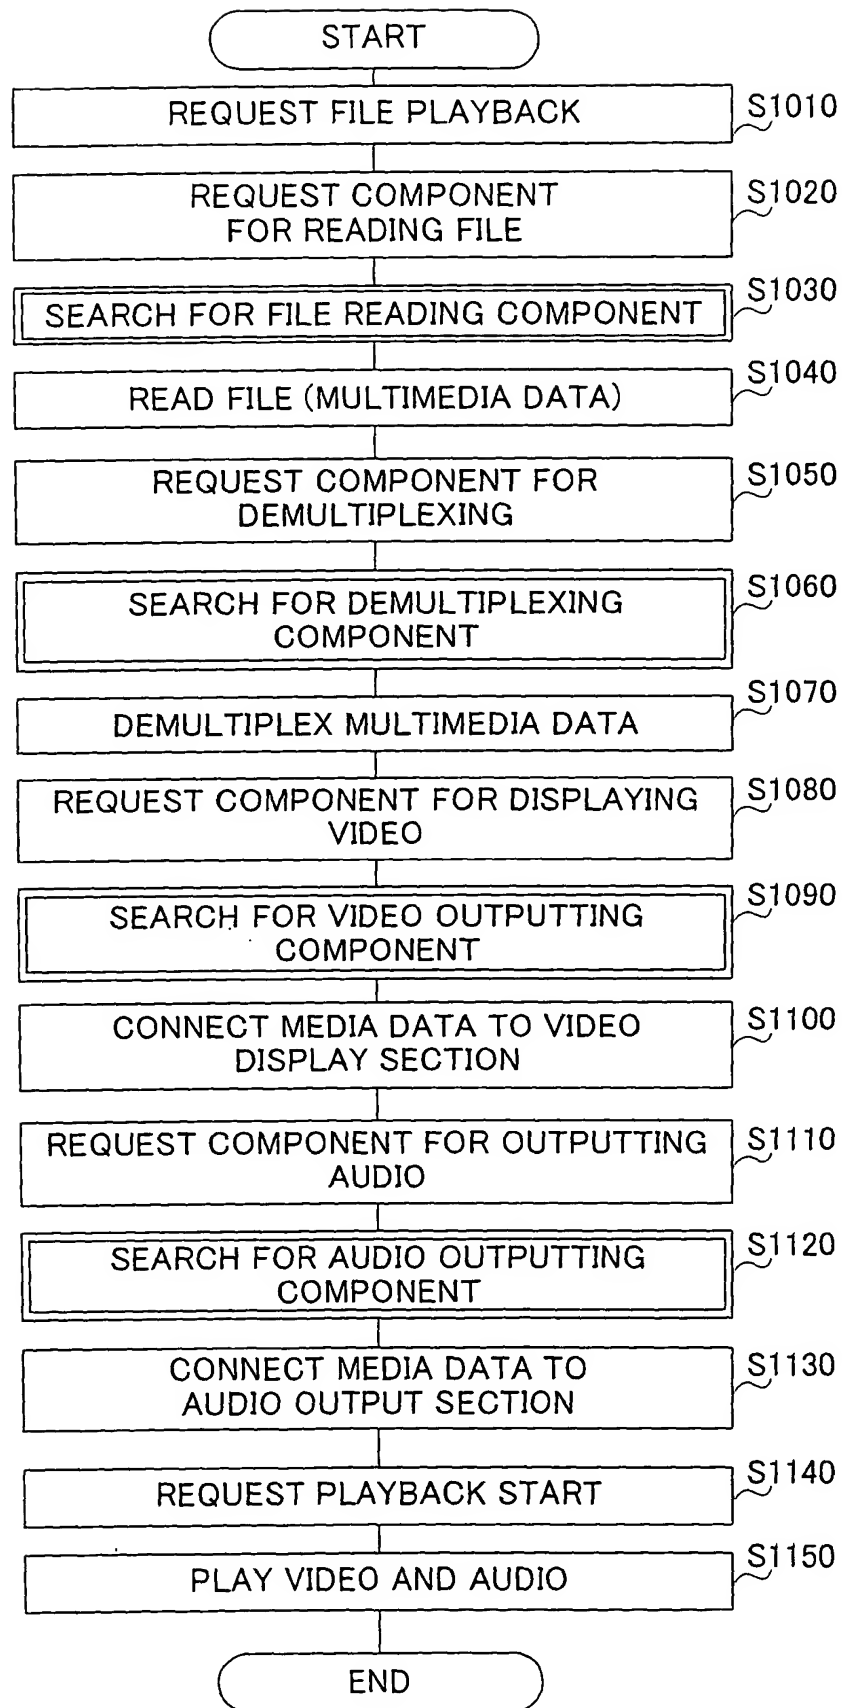 START
REQUEST FILE PLAYBACK
S1010
REQUEST COMPONENT
FOR READING FILE
S1020
SEARCH FOR FILE READING COMPONENT
S1030
READ FILE (MULTIMEDIA DATA)
S1040
REQUEST COMPONENT FOR
DEMULTIPLEXING
S1050
SEARCH FOR DEMULTIPLEXING
COMPONENT
S1060
DEMULTIPLEX MULTIMEDIA DATA
S1070
REQUEST COMPONENT FOR DISPLAYING
VIDEO
S1080
SEARCH FOR VIDEO OUTPUTTING
COMPONENT
S1090
CONNECT MEDIA DATA TO VIDEO
DISPLAY SECTION
S1100
REQUEST COMPONENT FOR OUTPUTTING
AUDIO
S1110
SEARCH FOR AUDIO OUTPUTTING
COMPONENT
S1120
CONNECT MEDIA DATA TO
AUDIO OUTPUT SECTION
S1130
REQUEST PLAYBACK START
S1140
PLAY VIDEO AND AUDIO
S1150
END